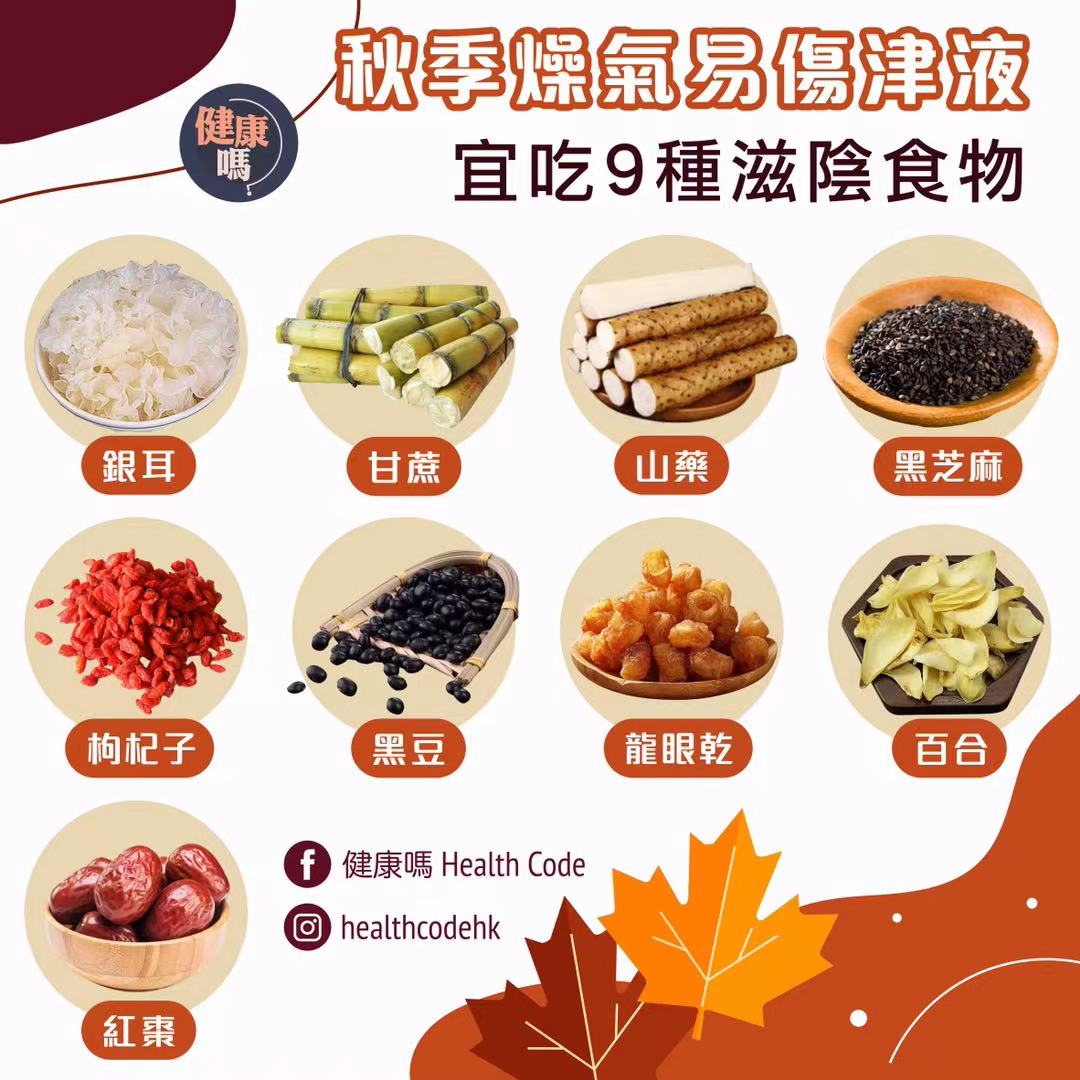 秋季燥氣易傷津液
健康
嗎
宜吃9種滋陰食物
銀耳
甘蔗
山藥
黑芝麻
枸杞子
黑豆
龍眼乾
百合
紅棗
健康嗎 Health Code
healthcodehk